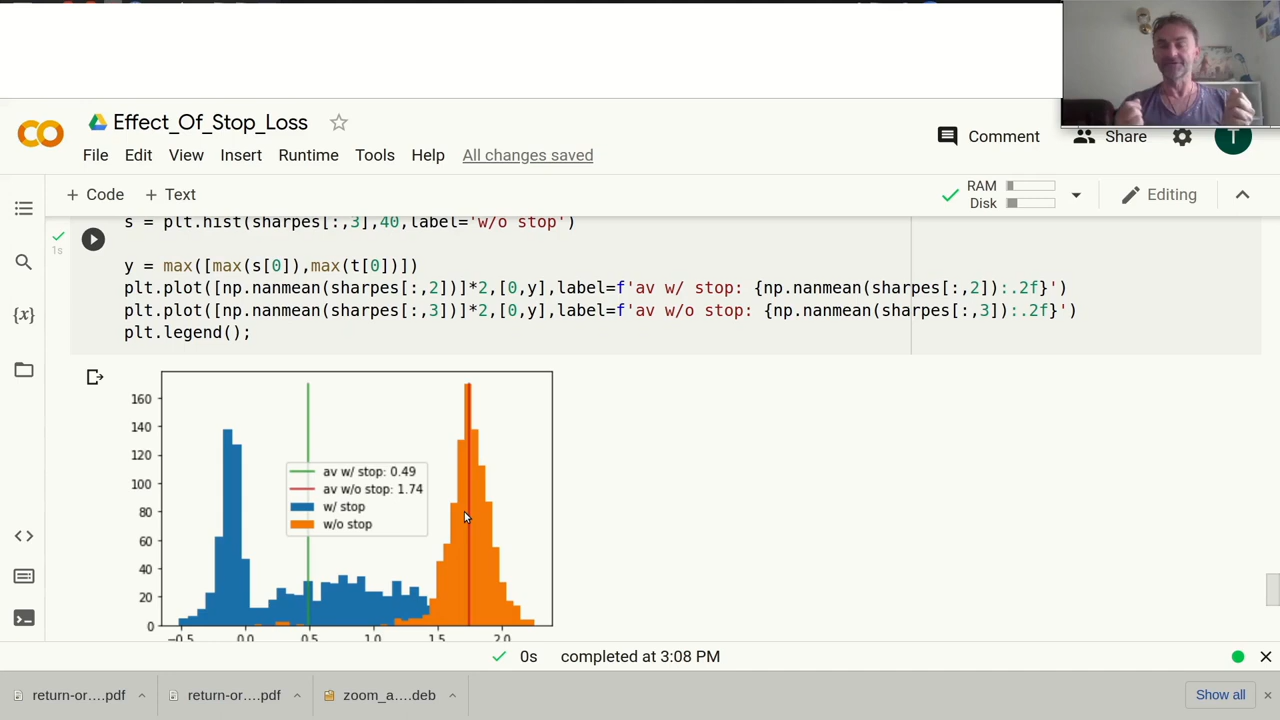 Effect_Of_Stop_Loss
File Edit View Insert Runtime Tools Help All changes saved
Comment Share T
+ Code + Text
RAM
Disk
Editing
s = plt.hist(sharpes[:,3],40,label='w/o stop')
1s
y = max([max(s[0]),max(t[0])])
plt.plot([np.nanmean(sharpes[:,2])]*2,[0,y],label=f'av w/ stop: {np.nanmean(sharpes[:,2]):.2f}')
plt.plot([np.nanmean(sharpes[:,3])]*2,[0,y],label=f'av w/o stop: {np.nanmean(sharpes[:,3]):.2f}')
plt.legend();
{x}
160
140
120
100
80
60
40
20
0
av w/ stop: 0.49
av w/o stop: 1.74
w/ stop
w/o stop
-0.5 0.0 0.5 1.0 1.5 2.0
0s completed at 3:08 PM
return-or....pdf return-or....pdf zoom_a....deb Show all